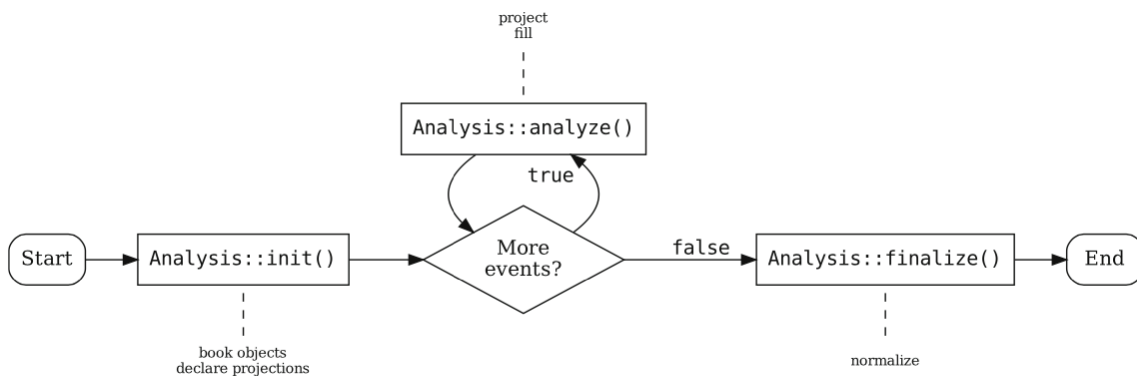 project
fill
Analysis::analyze()
true
Start
Analysis::init()
More
events?
false
Analysis::finalize()
End
book objects
declare projections
normalize